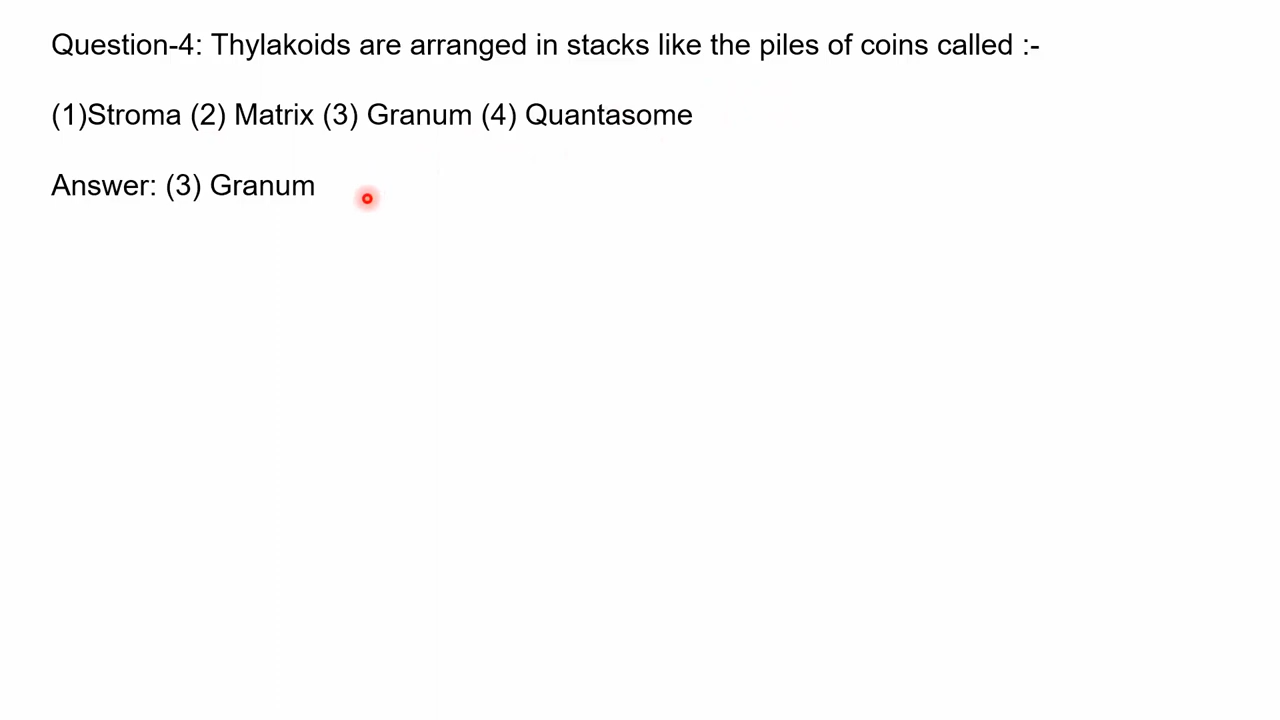 Question-4: Thylakoids are arranged in stacks like the piles of coins called :-
(1)Stroma (2) Matrix (3) Granum (4) Quantasome
Answer: (3) Granum